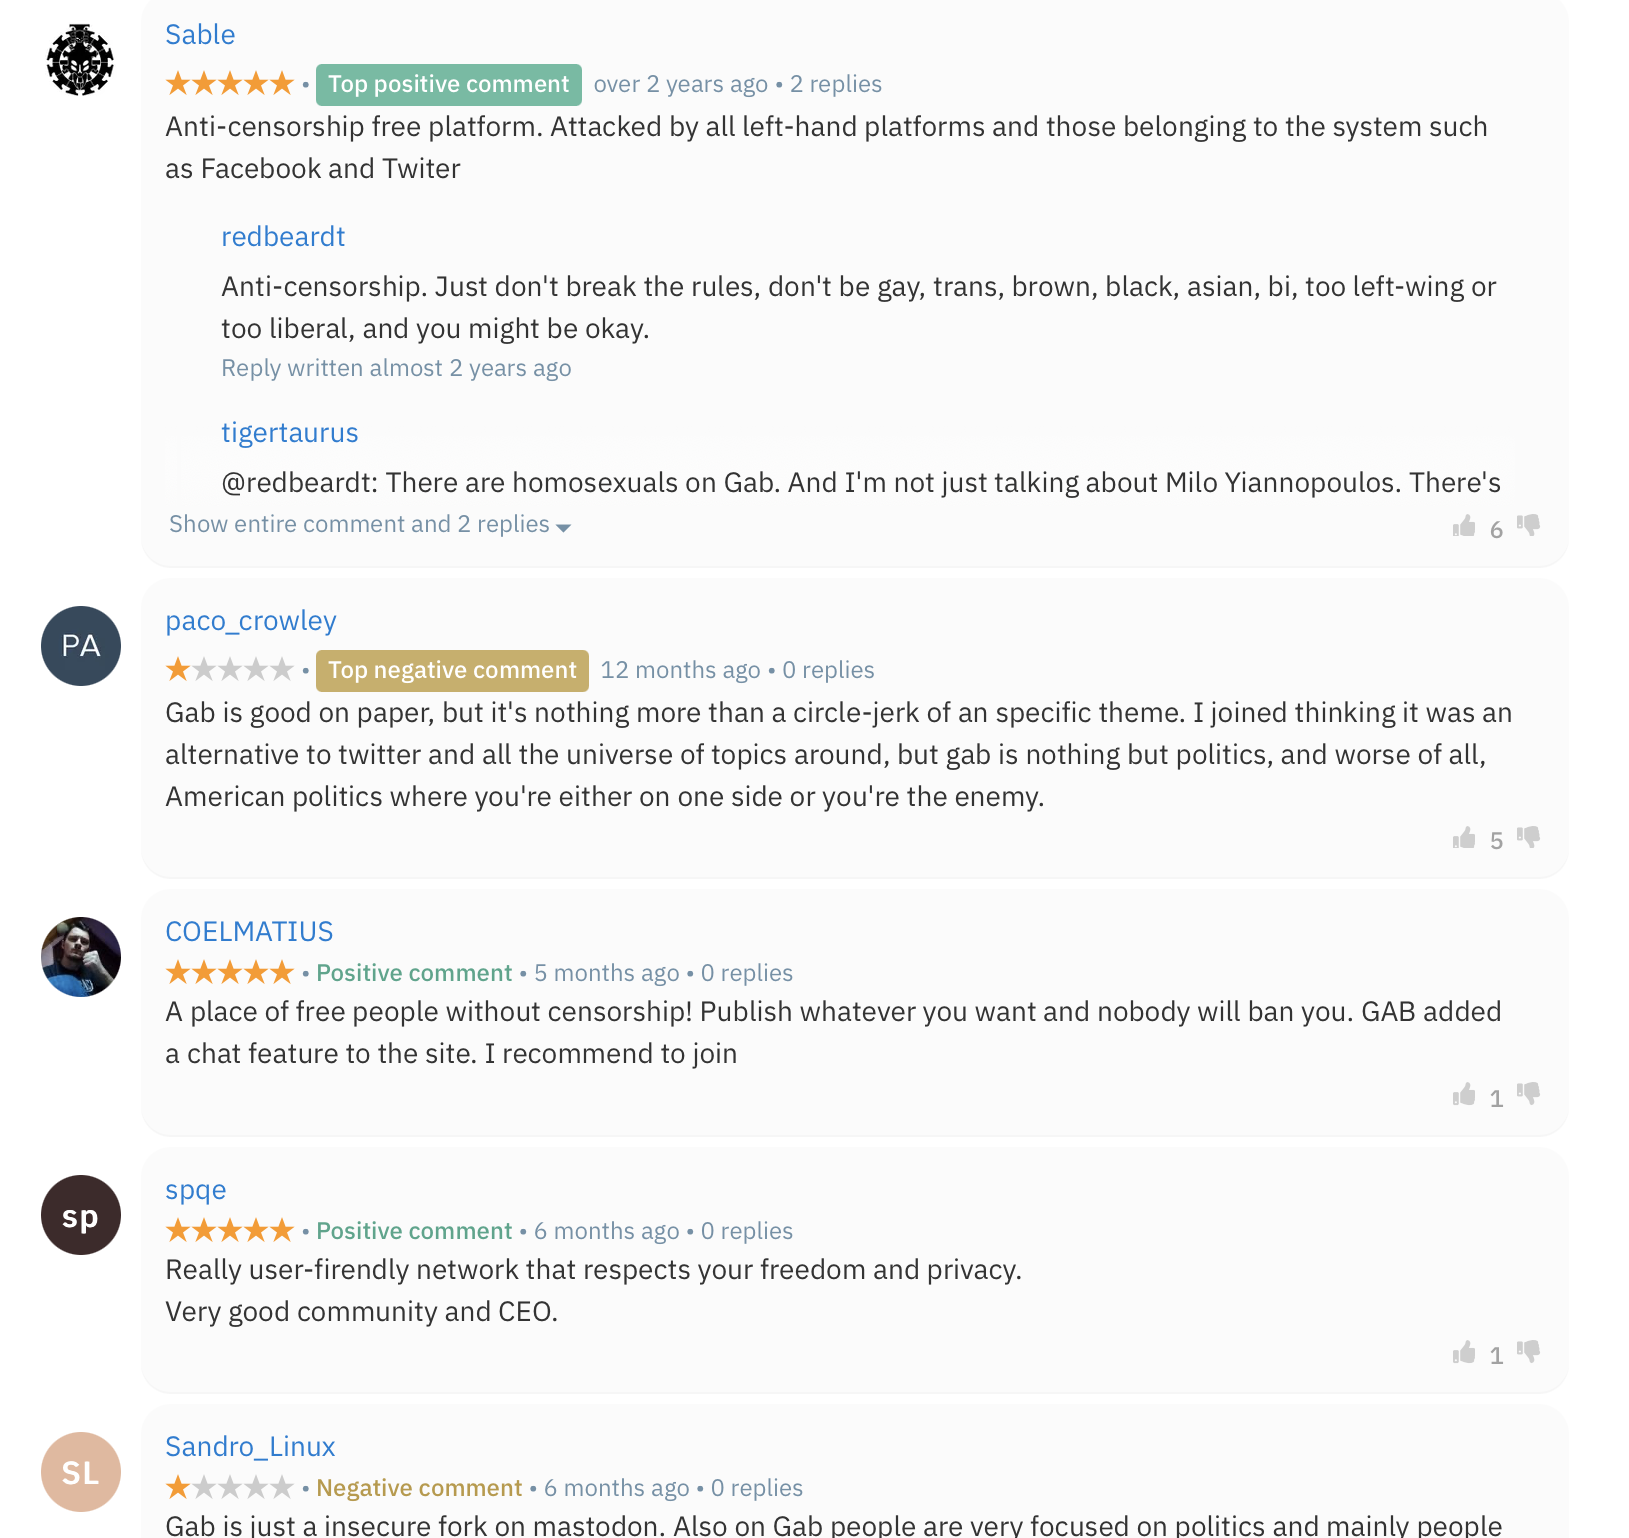 Sable
• Top positive comment over 2 years ago • 2 replies
Anti-censorship free platform. Attacked by all left-hand platforms and those belonging to the system such
as Facebook and Twiter
redbeardt
Anti-censorship. Just don't break the rules, don't be gay, trans, brown, black, asian, bi, too left-wing or
too liberal, and you might be okay.
Reply written almost 2 years ago
tigertaurus
@redbeardt: There are homosexuals on Gab. And I'm not just talking about Milo Yiannopoulos. There's
Show entire comment and 2 replies
6
PA
paco_crowley
• Top negative comment 12 months ago • 0 replies
Gab is good on paper, but it's nothing more than a circle-jerk of an specific theme. I joined thinking it was an
alternative to twitter and all the universe of topics around, but gab is nothing but politics, and worse of all,
American politics where you're either on one side or you're the enemy.
5
COELMATIUS
• Positive comment • 5 months ago • 0 replies
A place of free people without censorship! Publish whatever you want and nobody will ban you. GAB added
a chat feature to the site. I recommend to join
1
sp
spqe
• Positive comment • 6 months ago • 0 replies
Really user-firendly network that respects your freedom and privacy.
Very good community and CEO.
1
SL
Sandro_Linux
• Negative comment • 6 months ago • 0 replies
Gab is just a insecure fork on mastodon. Also on Gab people are very focused on politics and mainly people